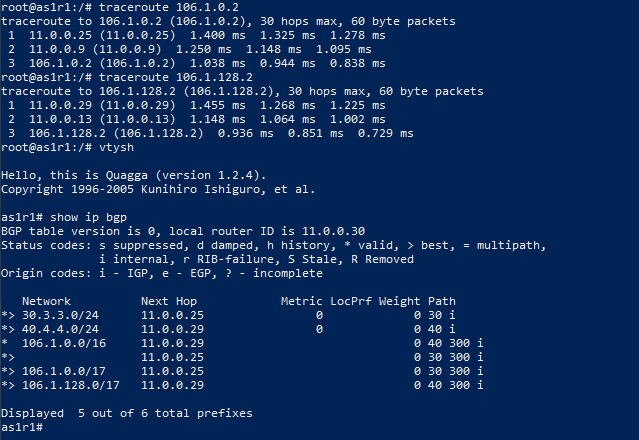 root@as1r1:/# traceroute 106.1.0.2
traceroute to 106.1.0.2 (106.1.0.2), 30 hops max, 60 byte packets
 1  11.0.0.25 (11.0.0.25)  1.400 ms  1.325 ms  1.278 ms
 2  11.0.0.9 (11.0.0.9)  1.250 ms  1.148 ms  1.095 ms
 3  106.1.0.2 (106.1.0.2)  1.038 ms  0.944 ms  0.838 ms
root@as1r1:/# traceroute 106.1.128.2
traceroute to 106.1.128.2 (106.1.128.2), 30 hops max, 60 byte packets
 1  11.0.0.29 (11.0.0.29)  1.455 ms  1.268 ms  1.225 ms
 2  11.0.0.13 (11.0.0.13)  1.148 ms  1.064 ms  1.002 ms
 3  106.1.128.2 (106.1.128.2)  0.936 ms  0.851 ms  0.729 ms
root@as1r1:/# vtysh

Hello, this is Quagga (version 1.2.4).
Copyright 1996-2005 Kunihiro Ishiguro, et al.

as1r1# show ip bgp
BGP table version is 0, local router ID is 11.0.0.30
Status codes: s suppressed, d damped, h history, * valid, > best, = multipath,
              i internal, r RIB-failure, S Stale, R Removed
Origin codes: i - IGP, e - EGP, ? - incomplete

   Network          Next Hop            Metric LocPrf Weight Path
*> 30.3.3.0/24      11.0.0.25                0             0 30 i
*> 40.4.4.0/24      11.0.0.29                0             0 40 i
*  106.1.0.0/16     11.0.0.29                              0 40 300 i
*>                  11.0.0.25                              0 30 300 i
*> 106.1.0.0/17     11.0.0.25                              0 30 300 i
*> 106.1.128.0/17   11.0.0.29                              0 40 300 i

Displayed  5 out of 6 total prefixes
as1r1#